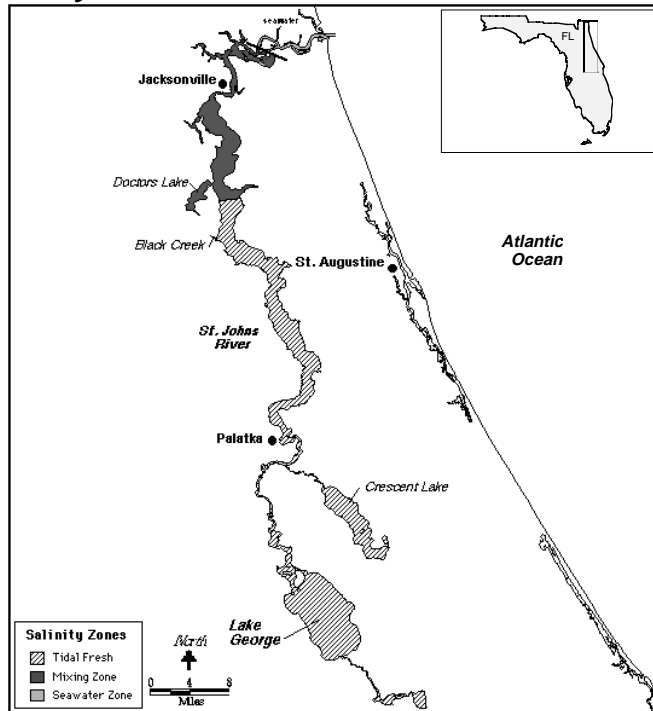 seawater
FL
Jacksonville
Doctors Lake
Black Creek
St. Augustine
Atlantic
Ocean
St. Johns
River
Palatka
Crescent Lake
Lake
George
Salinity Zones
Tidal Fresh
Mixing Zone
Seawater Zone
North
0 4 8
Miles